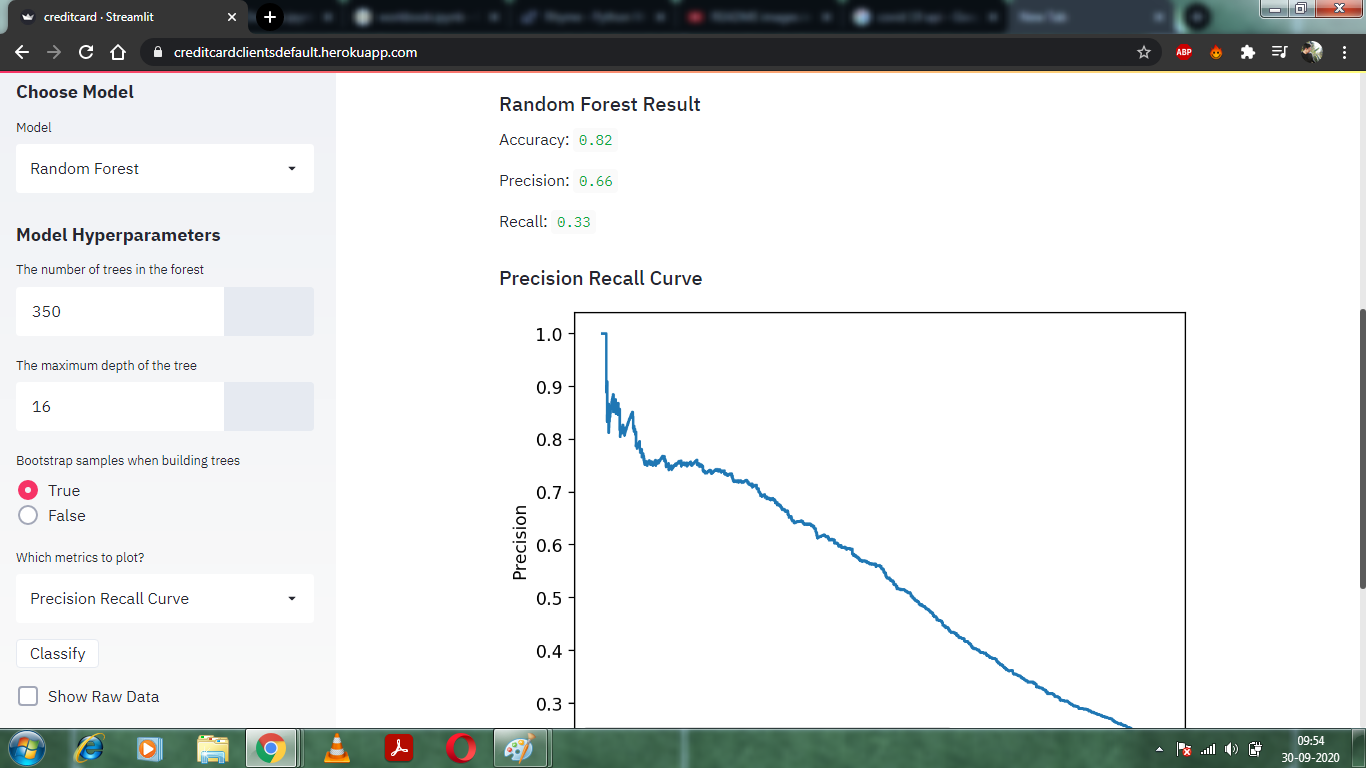 creditcard · Streamlit
creditcardclientsdefault.herokuapp.com
ABP
Choose Model
Model
Random Forest
Model Hyperparameters
The number of trees in the forest
350
The maximum depth of the tree
16
Bootstrap samples when building trees
True
False
Which metrics to plot?
Precision Recall Curve
Classify
Show Raw Data
Random Forest Result
Accuracy: 0.82
Precision: 0.66
Recall: 0.33
Precision Recall Curve
1.0
0.9
0.8
0.7
0.6
0.5
0.4
0.3
Precision
09:54
30-09-2020